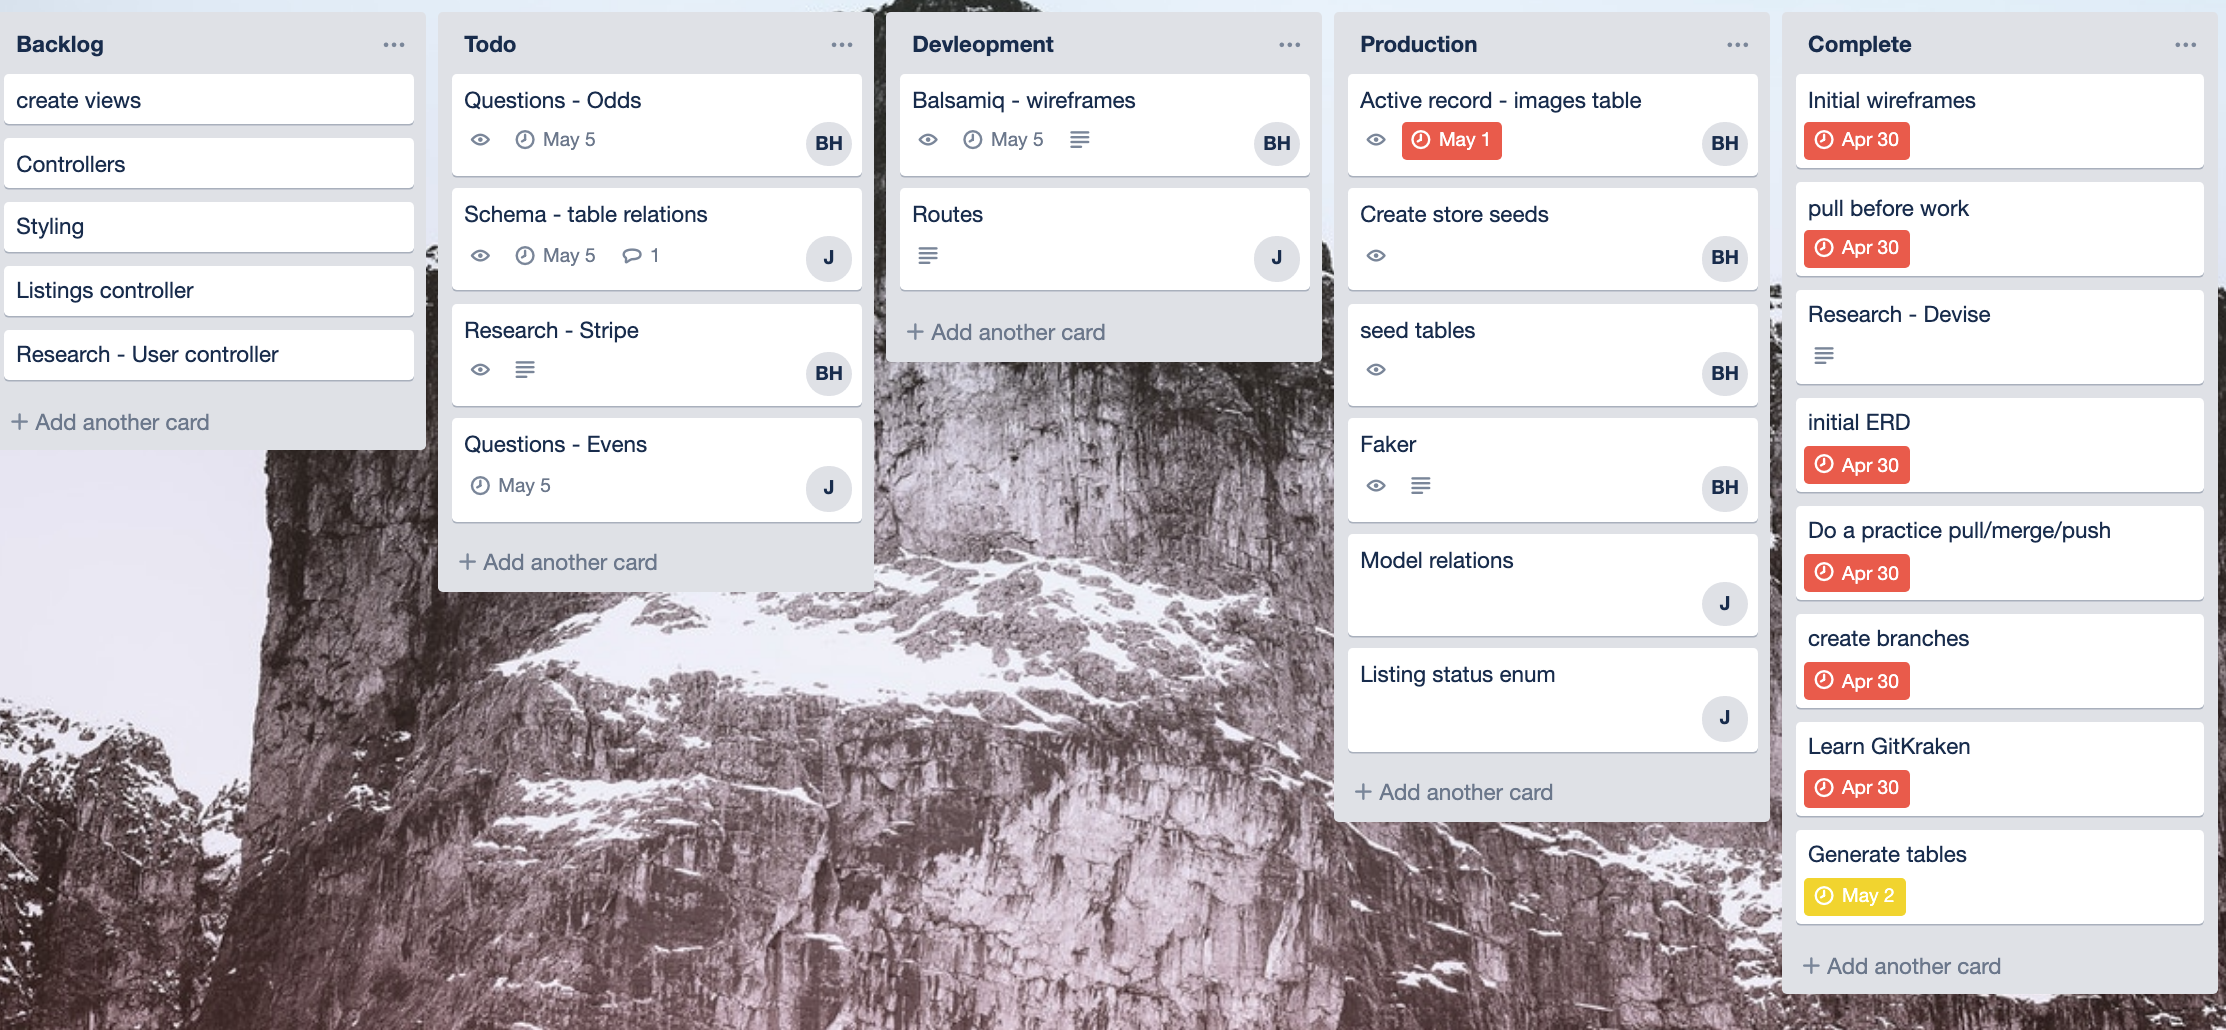 Backlog
create views
Controllers
Styling
Listings controller
Research - User controller
+ Add another card
Todo
Questions - Odds
May 5
BH
Schema - table relations
May 5 1
J
Research - Stripe
BH
Questions - Evens
May 5
J
+ Add another card
Devleopment
Balsamiq - wireframes
May 5
BH
Routes
J
+ Add another card
Production
Active record - images table
May 1
BH
Create store seeds
BH
seed tables
BH
Faker
BH
Model relations
J
Listing status enum
J
+ Add another card
Complete
Initial wireframes
Apr 30
pull before work
Apr 30
Research - Devise
initial ERD
Apr 30
Do a practice pull/merge/push
Apr 30
create branches
Apr 30
Learn GitKraken
Apr 30
Generate tables
May 2
+ Add another card